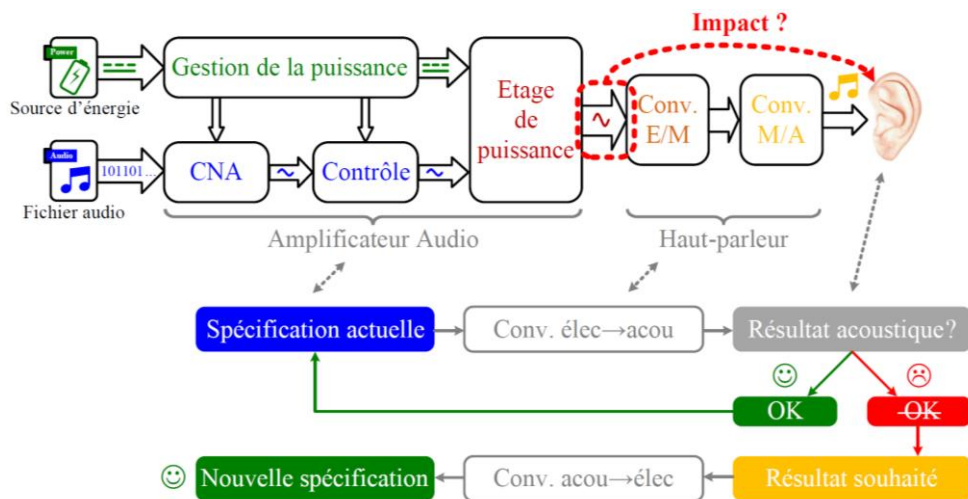 Impact ?
Power
Gestion de la puissance
Source d'énergie
Etage
de
puissance
Conv.
E/M
Conv.
M/A
Audio
101101...
CNA
Contrôle
Fichier audio
Amplificateur Audio
Haut-parleur
Spécification actuelle
Conv. élec→acou
Résultat acoustique?
OK
OK
Nouvelle spécification
Conv. acou→élec
Résultat souhaité